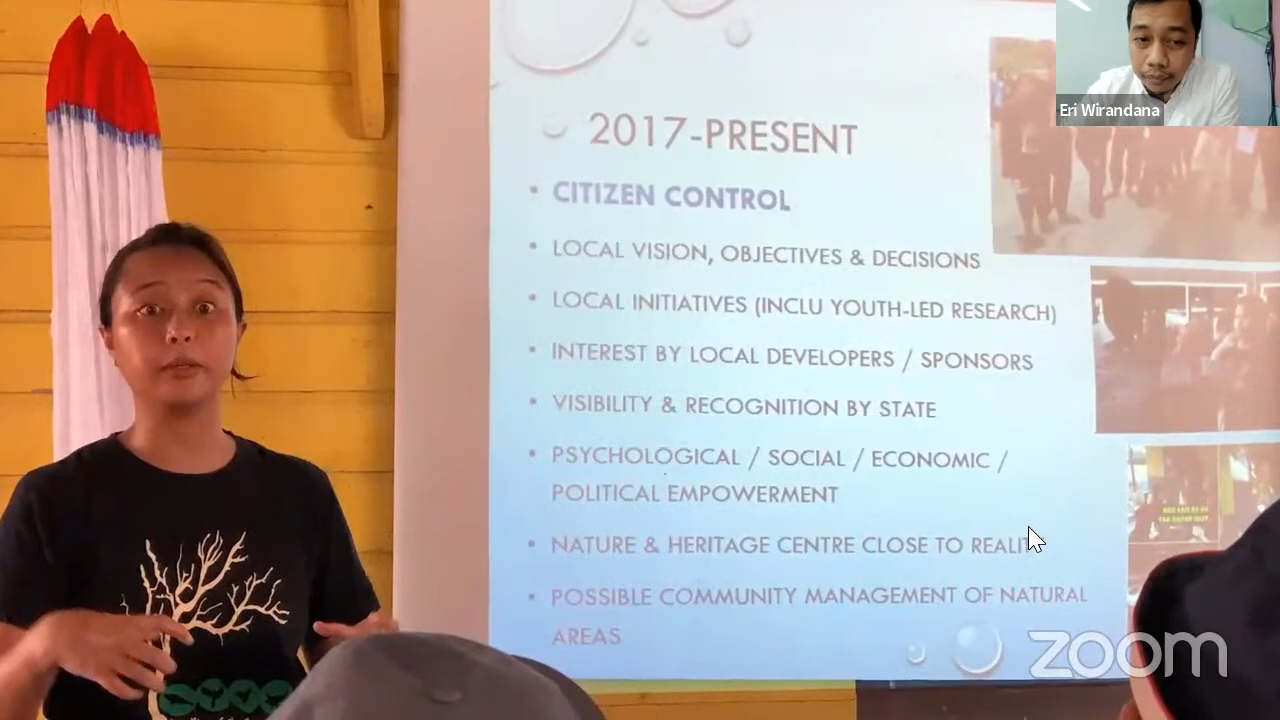 2017-PRESENT
• CITIZEN CONTROL
• LOCAL VISION, OBJECTIVES & DECISIONS
• LOCAL INITIATIVES (INCLU YOUTH-LED RESEARCH)
• INTEREST BY LOCAL DEVELOPERS / SPONSORS
• VISIBILITY & RECOGNITION BY STATE
• PSYCHOLOGICAL / SOCIAL / ECONOMIC /
POLITICAL EMPOWERMENT
• NATURE & HERITAGE CENTRE CLOSE TO REALIT
• POSSIBLE COMMUNITY MANAGEMENT OF NATURAL
AREAS
Eri Wirandana
zoom